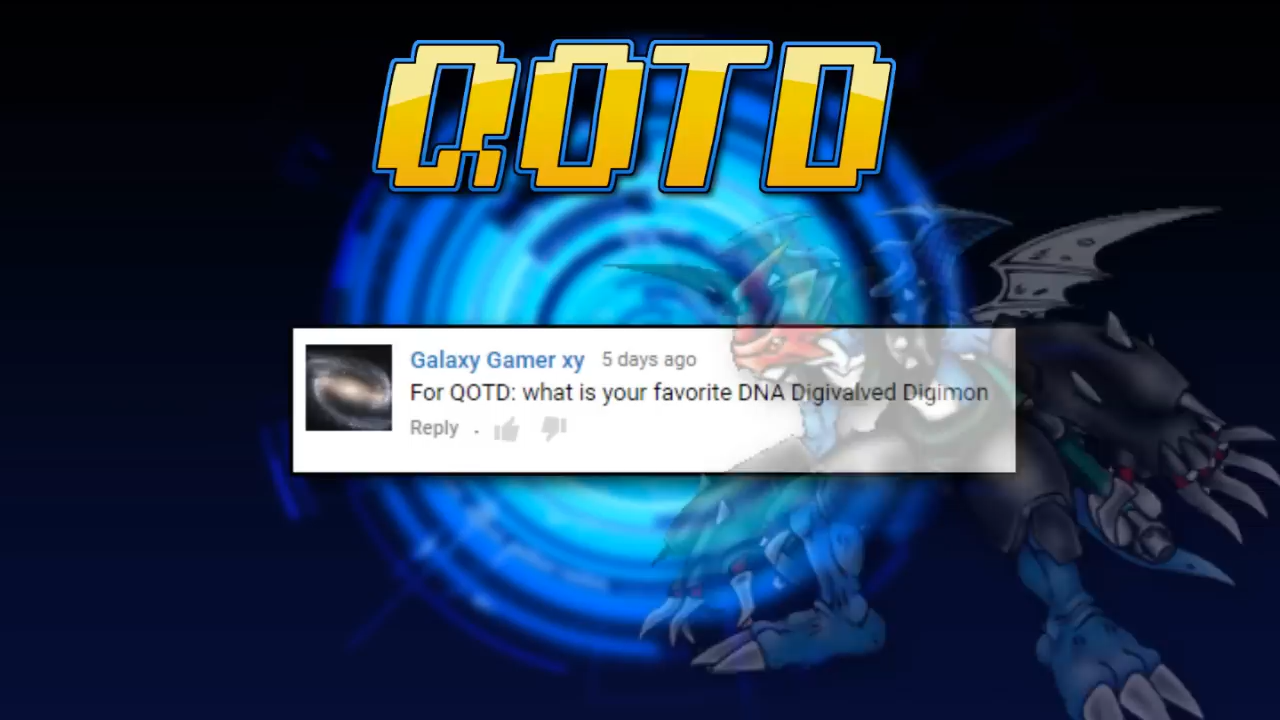 QOTD
Galaxy Gamer xy 5 days ago
For QOTD: what is your favorite DNA Digivalved Digimon
Reply .